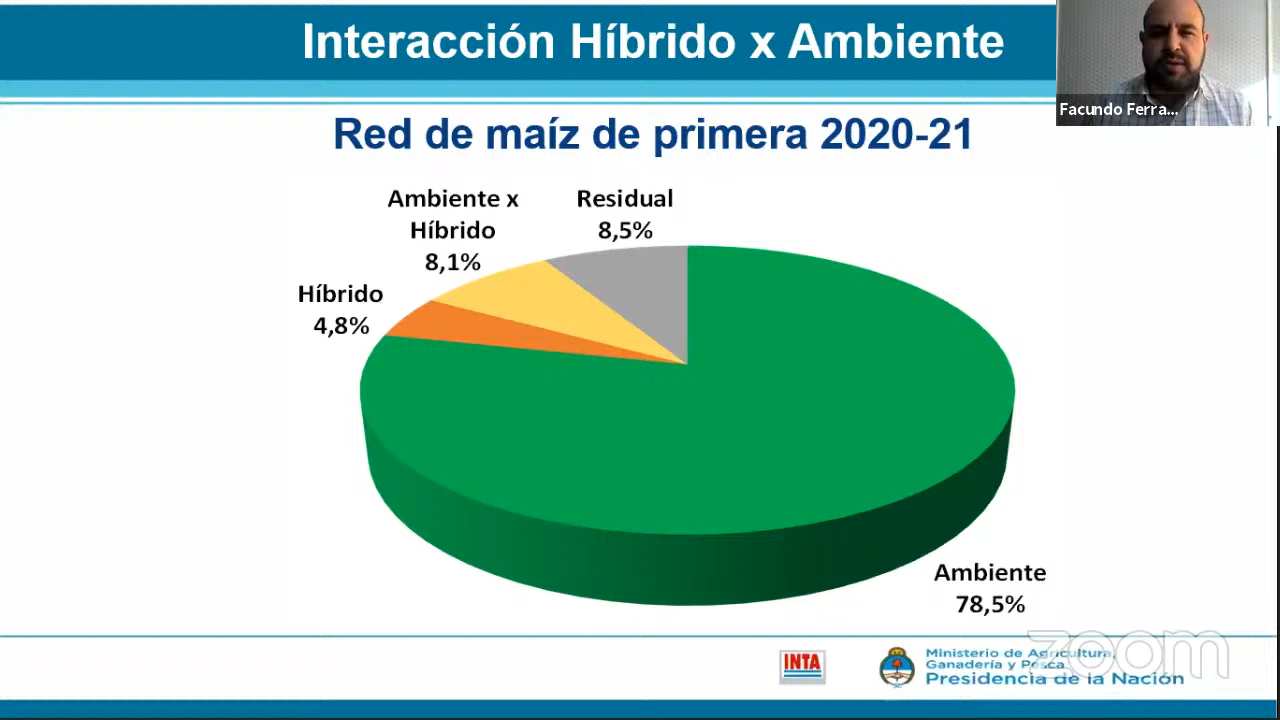 Interacción Híbrido x Ambiente
Facundo Ferra...
Red de maíz de primera 2020-21
Ambiente x
Híbrido
8,1%
Residual
8,5%
Híbrido
4,8%
Ambiente
78,5%
zoom
INTA
Ministerio de Agricultura,
Ganadería y Pesca
Presidencia de la Nación